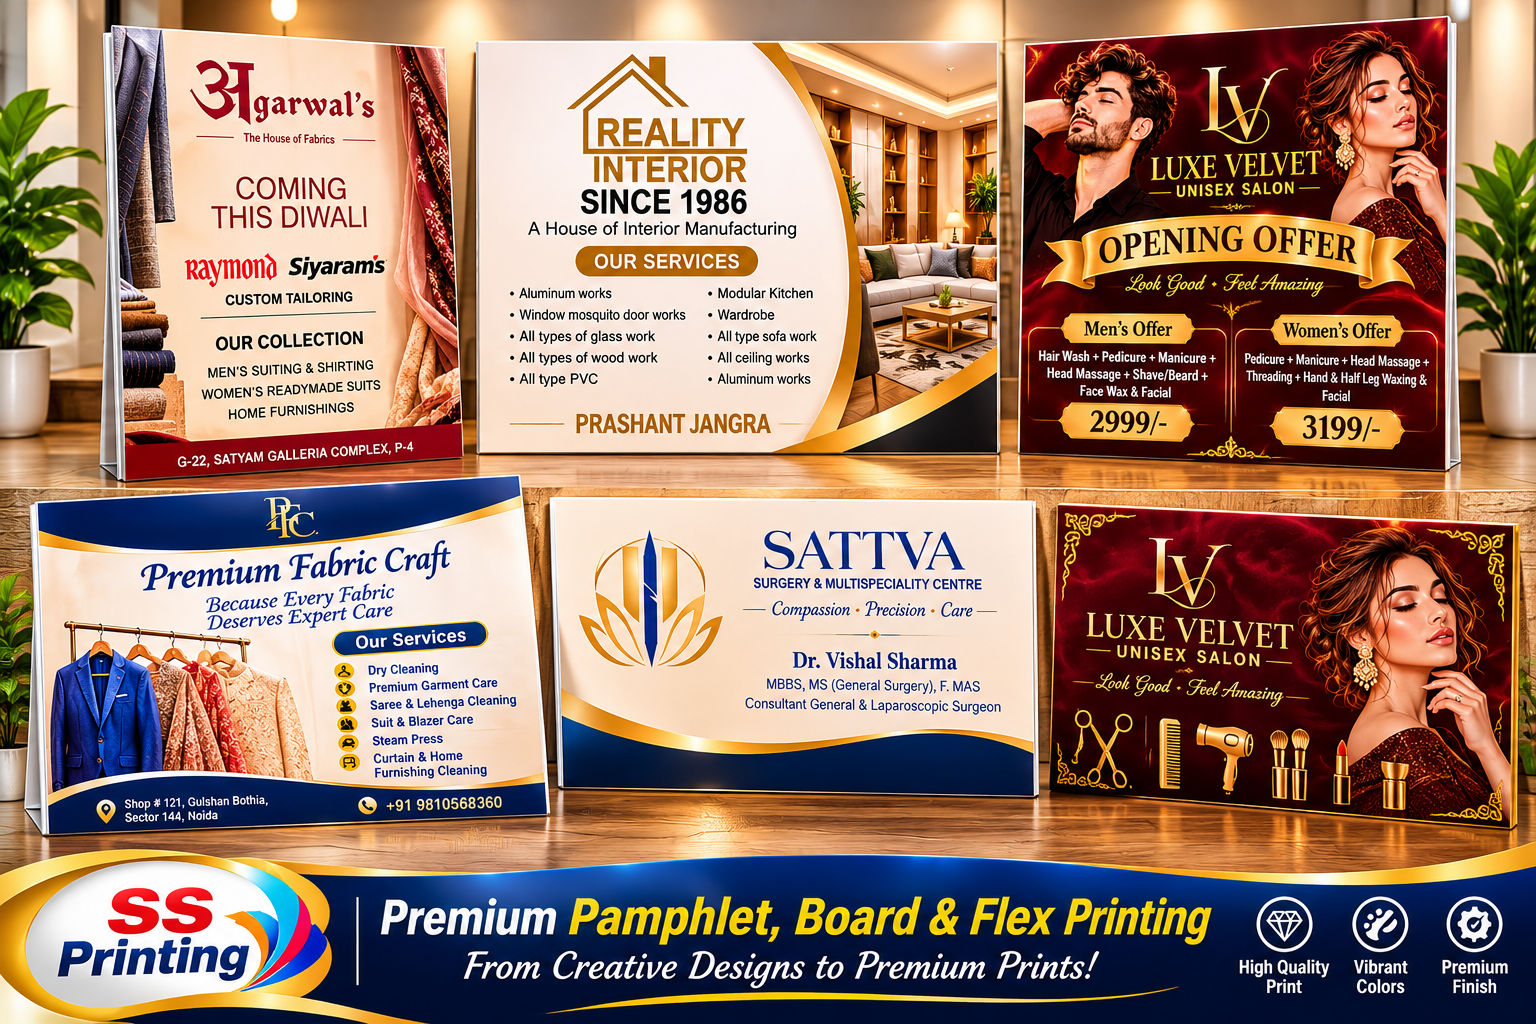 अgarwal's
The House of Fabrics
COMING
THIS DIWALI
Raymond Siyaram's
CUSTOM TAILORING
OUR COLLECTION
MEN'S SUITING & SHIRTING
WOMEN'S READYMADE SUITS
HOME FURNISHINGS
G-22, SATYAM GALLERIA COMPLEX, P-4
REALITY
INTERIOR
SINCE 1986
A House of Interior Manufacturing
OUR SERVICES
• Aluminum works
• Window mosquito door works
• All types of glass work
• All types of wood work
• All type PVC
• Modular Kitchen
• Wardrobe
• All type sofa work
• All ceiling works
• Aluminum works
PRASHANT JANGRA
LV
LUXE VELVET
UNISEX SALON
OPENING OFFER
Look Good • Feel Amazing
Men's Offer
Hair Wash + Pedicure + Manicure +
Head Massage + Shave/Beard +
Face Wax & Facial
2999/-
Women's Offer
Pedicure + Manicure + Head Massage +
Threading + Hand & Half Leg Waxing &
Facial
3199/-
PFC.
Premium Fabric Craft
Because Every Fabric
Deserves Expert Care
Our Services
Dry Cleaning
Premium Garment Care
Saree & Lehenga Cleaning
Suit & Blazer Care
Steam Press
Curtain & Home
Furnishing Cleaning
Shop # 121, Gulshan Bothia,
Sector 144, Noida
+91 9810568360
SATTVA
SURGERY & MULTISPECIALITY CENTRE
Compassion • Precision • Care
Dr. Vishal Sharma
MBBS, MS (General Surgery), F. MAS
Consultant General & Laparoscopic Surgeon
LV
LUXE VELVET
UNISEX SALON
Look Good • Feel Amazing
SS
Printing
Premium Pamphlet, Board & Flex Printing
From Creative Designs to Premium Prints!
High Quality
Print
Vibrant
Colors
Premium
Finish